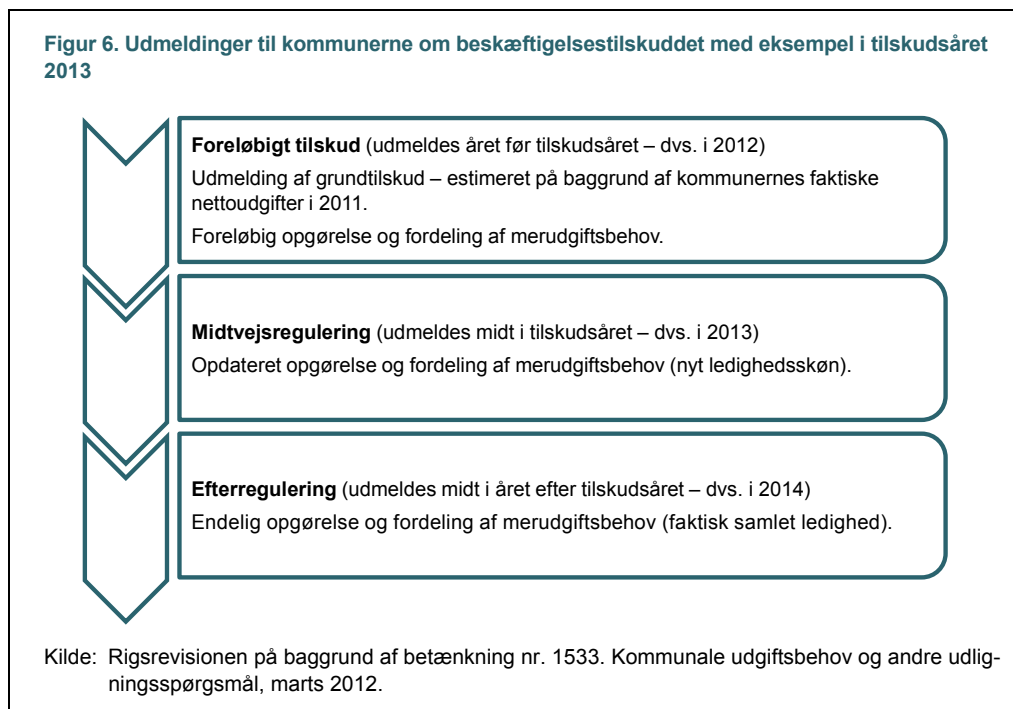 Figur 6. Udmeldinger til kommunerne om beskæftigelsestilskuddet med eksempel i tilskudsåret
2013
Foreløbigt tilskud (udmeldes året før tilskudsåret – dvs. i 2012)
Udmelding af grundtilskud – estimeret på baggrund af kommunernes faktiske
nettoudgifter i 2011.
Foreløbig opgørelse og fordeling af merudgiftsbehov.
Midtvejsregulering (udmeldes midt i tilskudsåret – dvs. i 2013)
Opdateret opgørelse og fordeling af merudgiftsbehov (nyt ledighedsskøn).
Efterregulering (udmeldes midt i året efter tilskudsåret – dvs. i 2014)
Endelig opgørelse og fordeling af merudgiftsbehov (faktisk samlet ledighed).
Kilde: Rigsrevisionen på baggrund af betænkning nr. 1533. Kommunale udgiftsbehov og andre udlig-
ningsspørgsmål, marts 2012.